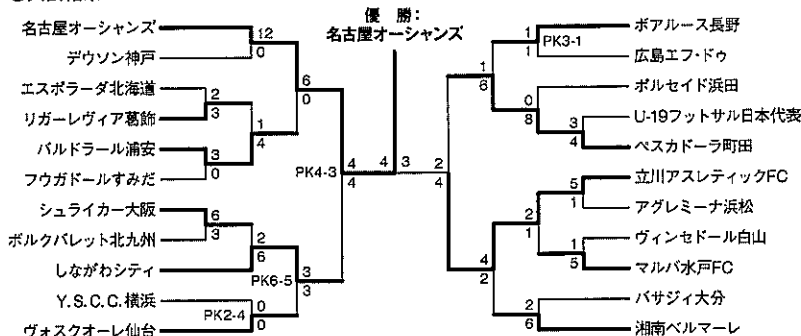 優勝：
名古屋オーシャンズ
名古屋オーシャンズ
デウソン神戸
エスポラーダ北海道
リガーレヴィア葛飾
バルドラール浦安
フウガドールすみだ
シュライカー大阪
ボルクバレット北九州
しながわシティ
Y.S.C.C.横浜
ヴォスクオーレ仙台
12
0
2
3
3
0
6
3
1
4
2
6
PK2-4
0
0
6
0
PK6-5
3
3
PK4-3
4
4
4
3
2
4
1
6
4
2
1
1
PK3-1
0
8
3
4
2
1
5
1
1
5
2
6
ボアルース長野
広島エフ・ドゥ
ポルセイド浜田
U-19フットサル日本代表
ペスカドーラ町田
立川アスレティックFC
アグレミーナ浜松
ヴィンセドール白山
マルバ水戸FC
バサジィ大分
湘南ベルマーレ